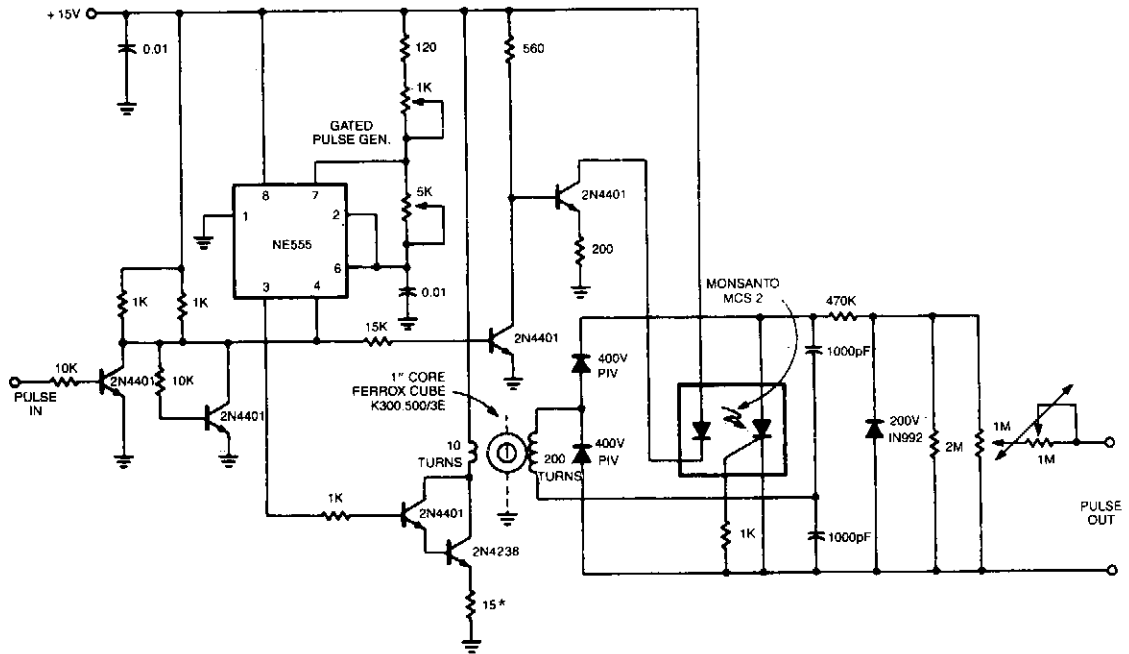 + 15V
0.01
120
1K
560
GATED
PULSE GEN.
8
7
1
2
NE555
6
3
4
5K
0.01
2N4401
200
1K
1K
15K
2N4401
10K
PULSE
IN
2N4401
10K
2N4401
1" CORE
FERROX CUBE
K300.500/3E
10
TURNS
1
200
TURNS
400V
PIV
400V
PIV
MONSANTO
MCS 2
470K
1000pF
1K
1000pF
200V
IN992
2M
1M
1M
PULSE
OUT
1K
2N4401
2N4238
15*